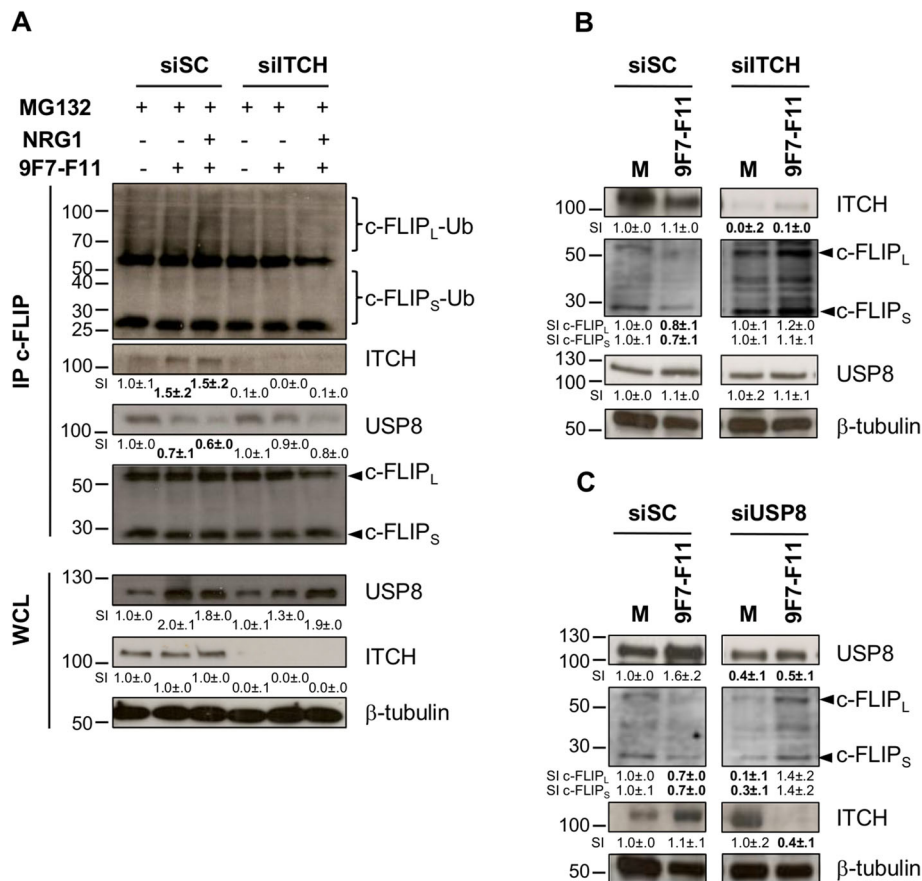 A
siSC siITCH
MG132 + + + + + +
NRG1 - - + - - +
9F7-F11 - + + - + +
IP c-FLIP
100
70
50
40
30
25
c-FLIPL-Ub
c-FLIPS-Ub
100
ITCH
SI 1.0±.1 1.5±.2 1.5±.2 0.1±.0 0.0±.0 0.1±.0
100
USP8
SI 1.0±.0 0.7±.1 0.6±.0 1.0±.1 0.9±.0 0.8±.0
50
30
c-FLIPL
c-FLIPS
WCL
130
USP8
SI 1.0±.0 2.0±.1 1.8±.0 1.0±.1 1.3±.0 1.9±.0
100
ITCH
SI 1.0±.0 1.0±.0 1.0±.0 0.0±.1 0.0±.0 0.0±.0
50
β-tubulin
B
siSC siITCH
M 9F7-F11 M 9F7-F11
100
ITCH
SI 1.0±.0 1.1±.0 0.0±.2 0.1±.0
50
30
c-FLIPL
c-FLIPS
SI c-FLIPL 1.0±.0 0.8±.1 1.0±.1 1.2±.0
SI c-FLIPS 1.0±.1 0.7±.1 1.0±.1 1.1±.1
130
100
USP8
SI 1.0±.0 1.1±.0 1.0±.2 1.1±.1
50
β-tubulin
C
siSC siUSP8
M 9F7-F11 M 9F7-F11
130
100
USP8
SI 1.0±.0 1.6±.2 0.4±.1 0.5±.1
50
30
c-FLIPL
c-FLIPS
SI c-FLIPL 1.0±.0 0.7±.0 0.1±.1 1.4±.2
SI c-FLIPS 1.0±.1 0.7±.0 0.3±.1 1.4±.2
100
ITCH
SI 1.0±.0 1.1±.1 1.0±.2 0.4±.1
50
β-tubulin